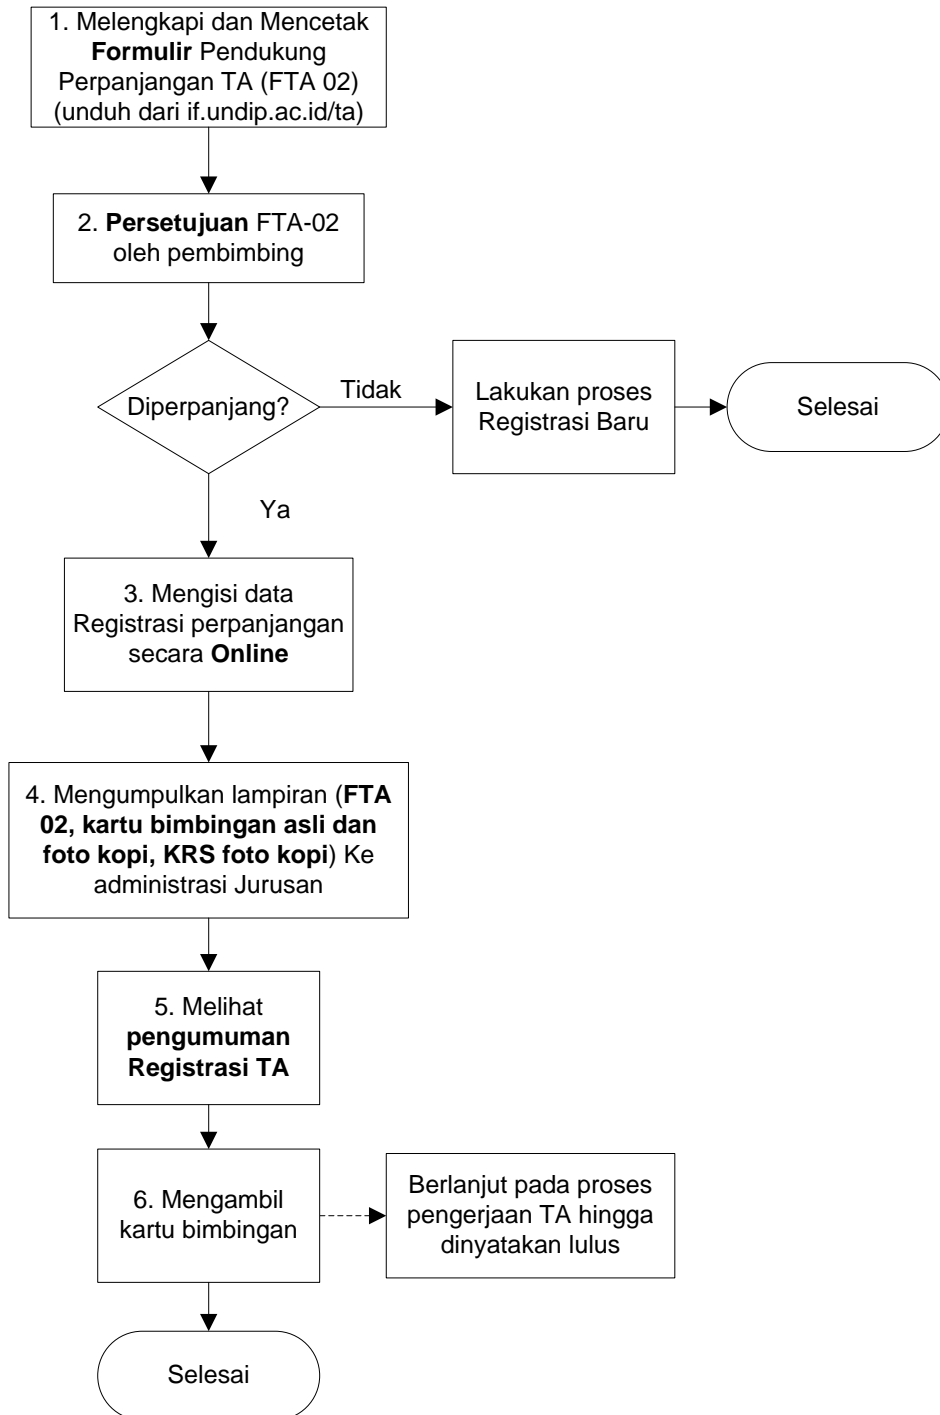 1. Melengkapi dan Mencetak
Formulir Pendukung
Perpanjangan TA (FTA 02)
(unduh dari if.undip.ac.id/ta)
2. Persetujuan FTA-02
oleh pembimbing
Diperpanjang?
Tidak
Lakukan proses
Registrasi Baru
Selesai
Ya
3. Mengisi data
Registrasi perpanjangan
secara Online
4. Mengumpulkan lampiran (FTA
02, kartu bimbingan asli dan
foto kopi, KRS foto kopi) Ke
administrasi Jurusan
5. Melihat
pengumuman
Registrasi TA
6. Mengambil
kartu bimbingan
Berlanjut pada proses
pengerjaan TA hingga
dinyatakan lulus
Selesai